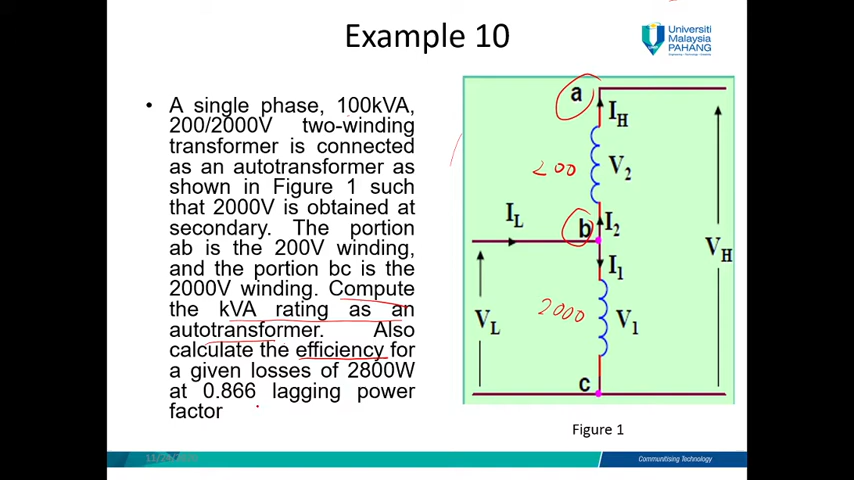 Example 10
Universiti
Malaysia
PAHANG
• A single phase, 100kVA,
200/2000V two-winding
transformer is connected
as an autotransformer as
shown in Figure 1 such
that 2000V is obtained at
secondary. The portion
ab is the 200V winding,
and the portion bc is the
2000V winding. Compute
the kVA rating as an
autotransformer. Also
calculate the efficiency for
a given losses of 2800W
at 0.866 lagging power
factor
a
I_H
200
V_2
I_L
b
I_2
V_H
I_1
2000
V_L
V_1
c
Figure 1
Communitising Technology